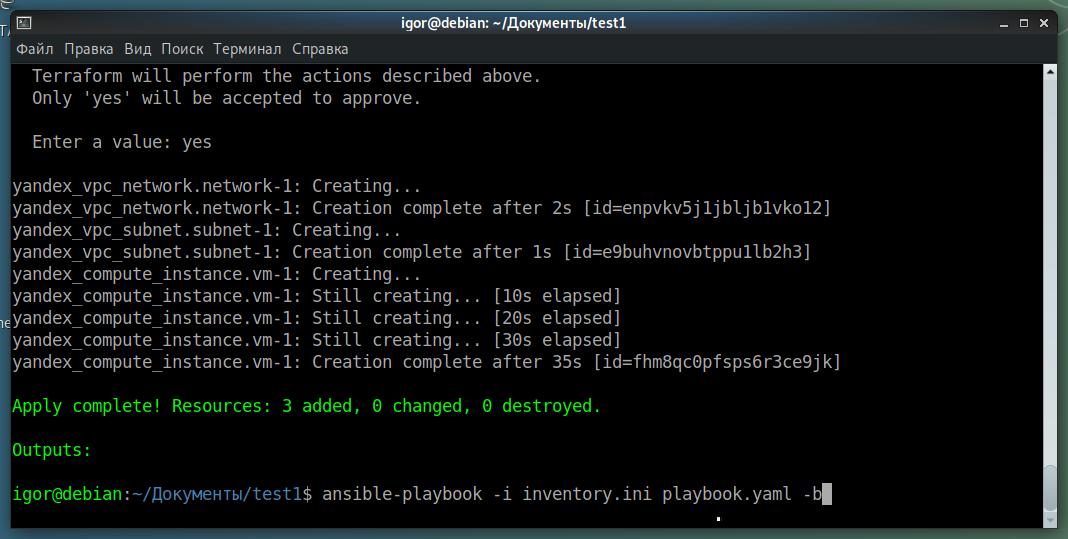 igor@debian: ~/Документы/test1
Файл Правка Вид Поиск Терминал Справка
Terraform will perform the actions described above.
Only 'yes' will be accepted to approve.
Enter a value: yes
yandex_vpc_network.network-1: Creating...
yandex_vpc_network.network-1: Creation complete after 2s [id=enpvkv5j1jbljb1vko12]
yandex_vpc_subnet.subnet-1: Creating...
yandex_vpc_subnet.subnet-1: Creation complete after 1s [id=e9buhvnovbtppu1lb2h3]
yandex_compute_instance.vm-1: Creating...
yandex_compute_instance.vm-1: Still creating... [10s elapsed]
yandex_compute_instance.vm-1: Still creating... [20s elapsed]
yandex_compute_instance.vm-1: Still creating... [30s elapsed]
yandex_compute_instance.vm-1: Creation complete after 35s [id=fhm8qc0pfsps6r3ce9jk]
Apply complete! Resources: 3 added, 0 changed, 0 destroyed.
Outputs:
igor@debian:~/Документы/test1$ ansible-playbook -i inventory.ini playbook.yaml -b